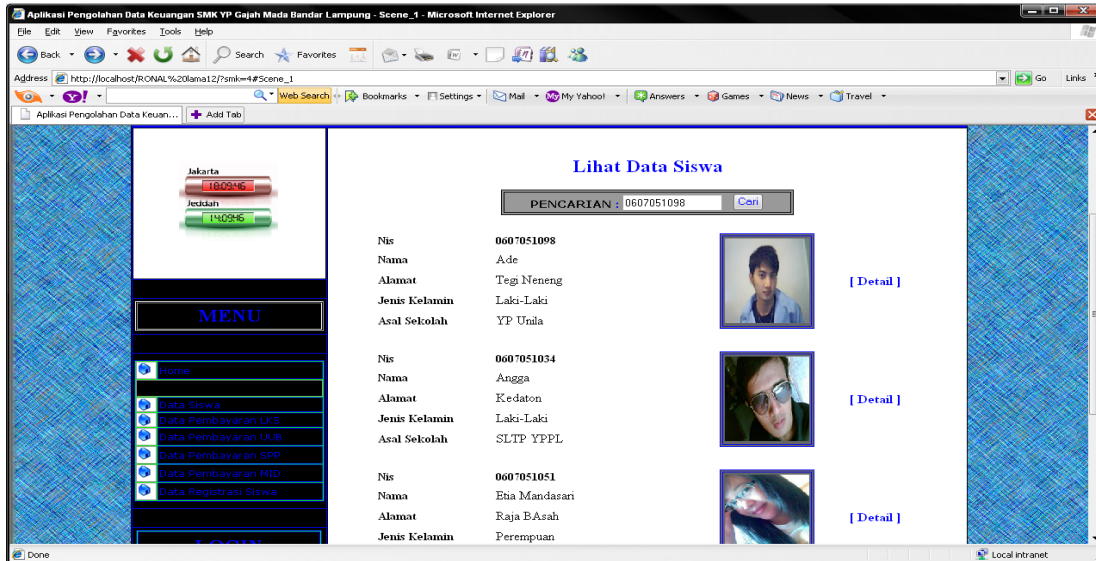 Aplikasi Pengolahan Data Keuangan SMK YP Gajah Mada Bandar Lampung - Scene_1 - Microsoft Internet Explorer
File Edit View Favorites Tools Help
Back Search Favorites
Address http://localhost/RONAL%20lama12/?smk=4#Scene_1 Go Links
Y! Web Search Bookmarks Settings Mail My Yahoo! Answers Games News Travel
Aplikasi Pengolahan Data Keuan... Add Tab
Jakarta
18:09:46
Jeddah
14:09:46
MENU
Home
Data Siswa
Data Pembayaran LKS
Data Pembayaran UUB
Data Pembayaran SPP
Data Pembayaran MID
Data Registrasi Siswa
LOGIN
Lihat Data Siswa
PENCARIAN : 0607051098 Cari
Nis 0607051098
Nama Ade
Alamat Tegi Neneng [ Detail ]
Jenis Kelamin Laki-Laki
Asal Sekolah YP Unila
Nis 0607051034
Nama Angga
Alamat Kedaton [ Detail ]
Jenis Kelamin Laki-Laki
Asal Sekolah SLTP YPPL
Nis 0607051051
Nama Etia Mandasari
Alamat Raja BAsah [ Detail ]
Jenis Kelamin Perempuan
Done Local intranet